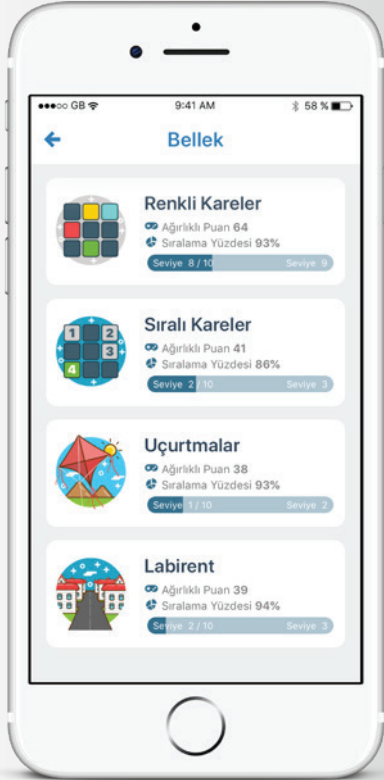 GB 9:41 AM 58 %
Bellek
Renkli Kareler
Ağırlıklı Puan 64
Sıralama Yüzdesi 93%
Seviye 8 / 10 Seviye 9
1 2
3
4
Sıralı Kareler
Ağırlıklı Puan 41
Sıralama Yüzdesi 86%
Seviye 2 / 10 Seviye 3
Uçurtmalar
Ağırlıklı Puan 38
Sıralama Yüzdesi 93%
Seviye 1 / 10 Seviye 2
Labirent
Ağırlıklı Puan 39
Sıralama Yüzdesi 94%
Seviye 2 / 10 Seviye 3